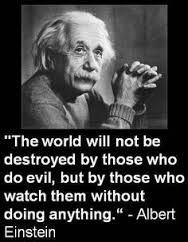 "The world will not be
destroyed by those who
do evil, but by those who
watch them without
doing anything.“ - Albert
Einstein